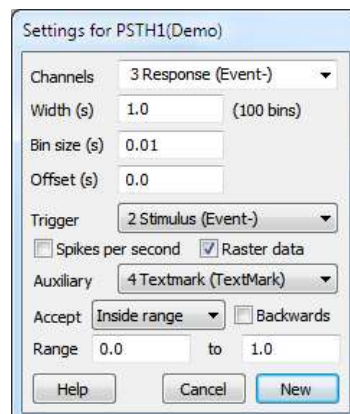 Settings for PSTH1(Demo)
Channels 3 Response (Event-)
Width (s) 1.0 (100 bins)
Bin size (s) 0.01
Offset (s) 0.0
Trigger 2 Stimulus (Event-)
Spikes per second Raster data
Auxiliary 4 Textmark (TextMark)
Accept Inside range Backwards
Range 0.0 to 1.0
Help Cancel New